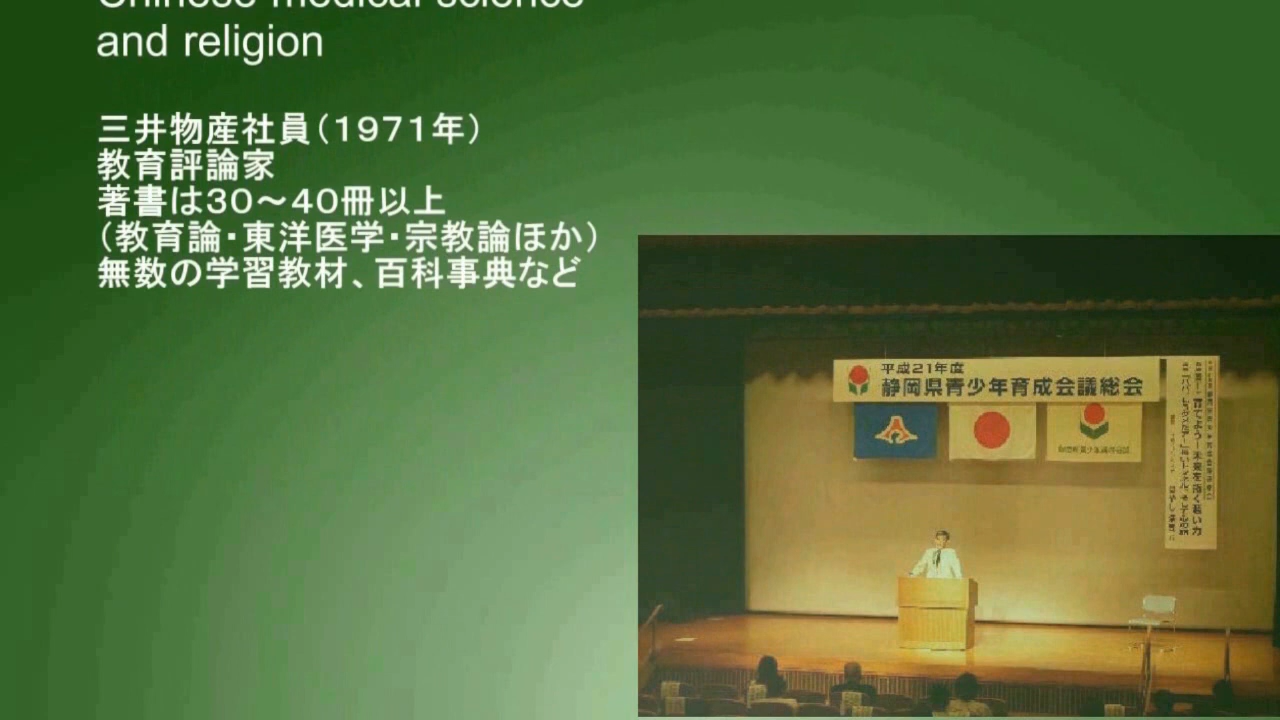 Chinese medical science
and religion
三井物産社員(1971年)
教育評論家
著書は30～40冊以上
(教育論・東洋医学・宗教論ほか)
無数の学習教材、百科事典など
平成21年度
静岡県青少年育成会議総会